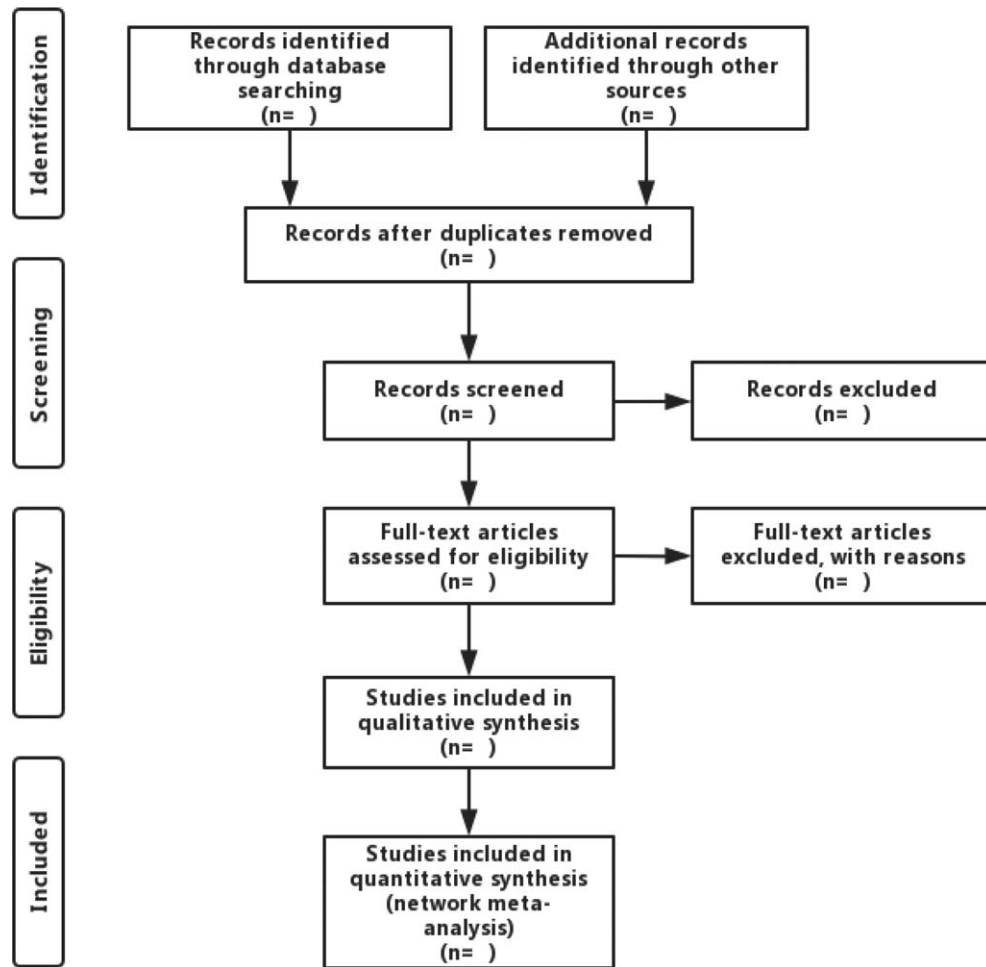 Identification
Records identified
through database
searching
(n= )
Additional records
identified through other
sources
(n= )
Records after duplicates removed
(n= )
Screening
Records screened
(n= )
Records excluded
(n= )
Eligibility
Full-text articles
assessed for eligibility
(n= )
Full-text articles
excluded, with reasons
(n= )
Studies included in
qualitative synthesis
(n= )
Included
Studies included in
quantitative synthesis
(network meta-
analysis)
(n= )